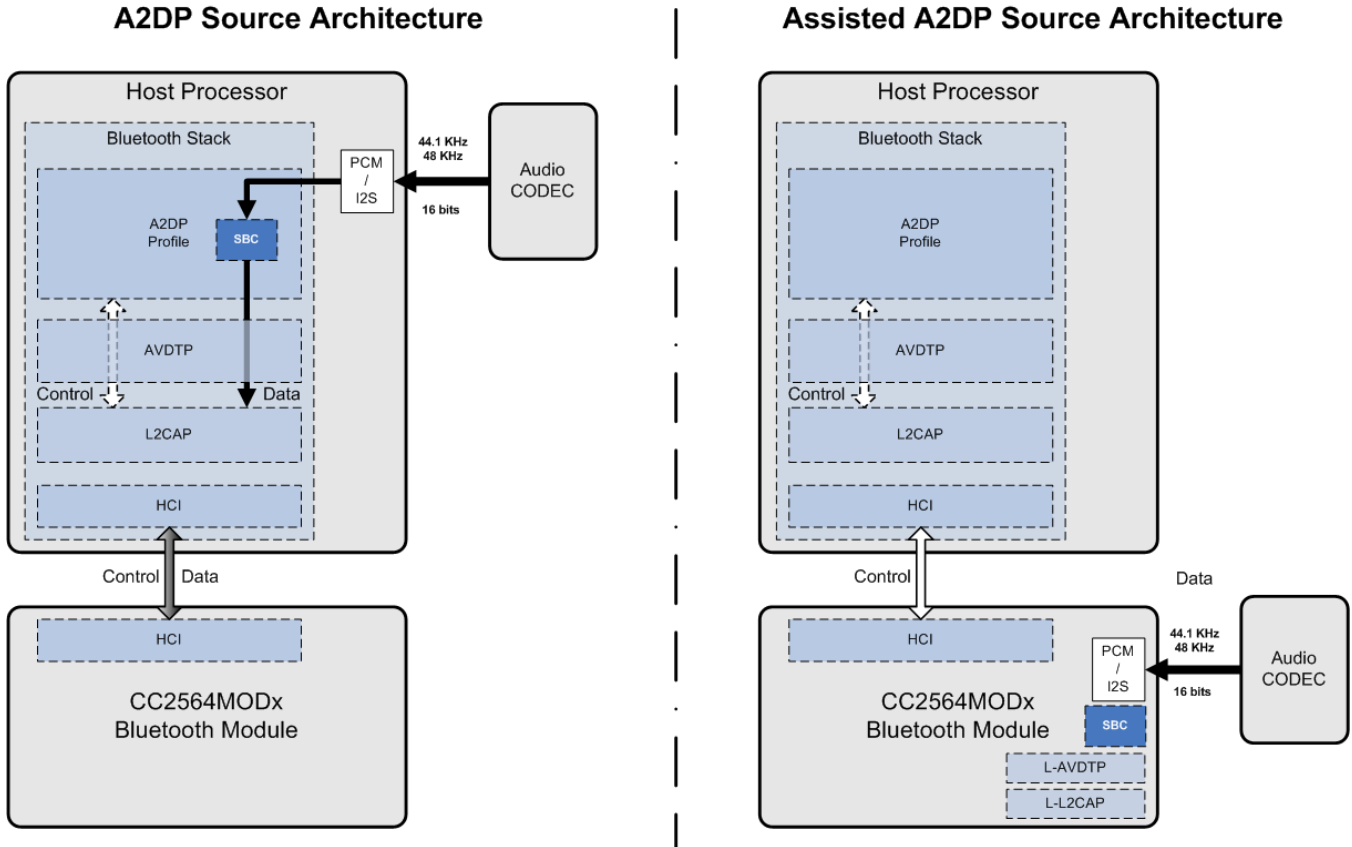 A2DP Source Architecture
Host Processor
Bluetooth Stack
A2DP
Profile
SBC
PCM
/
I2S
44.1 KHz
48 KHz
16 bits
Audio
CODEC
AVDTP
Control
Data
L2CAP
HCI
Control
Data
HCI
CC2564MODx
Bluetooth Module
Assisted A2DP Source Architecture
Host Processor
Bluetooth Stack
A2DP
Profile
AVDTP
Control
L2CAP
HCI
Control
Data
HCI
CC2564MODx
Bluetooth Module
PCM
/
I2S
44.1 KHz
48 KHz
16 bits
Audio
CODEC
SBC
L-AVDTP
L-L2CAP